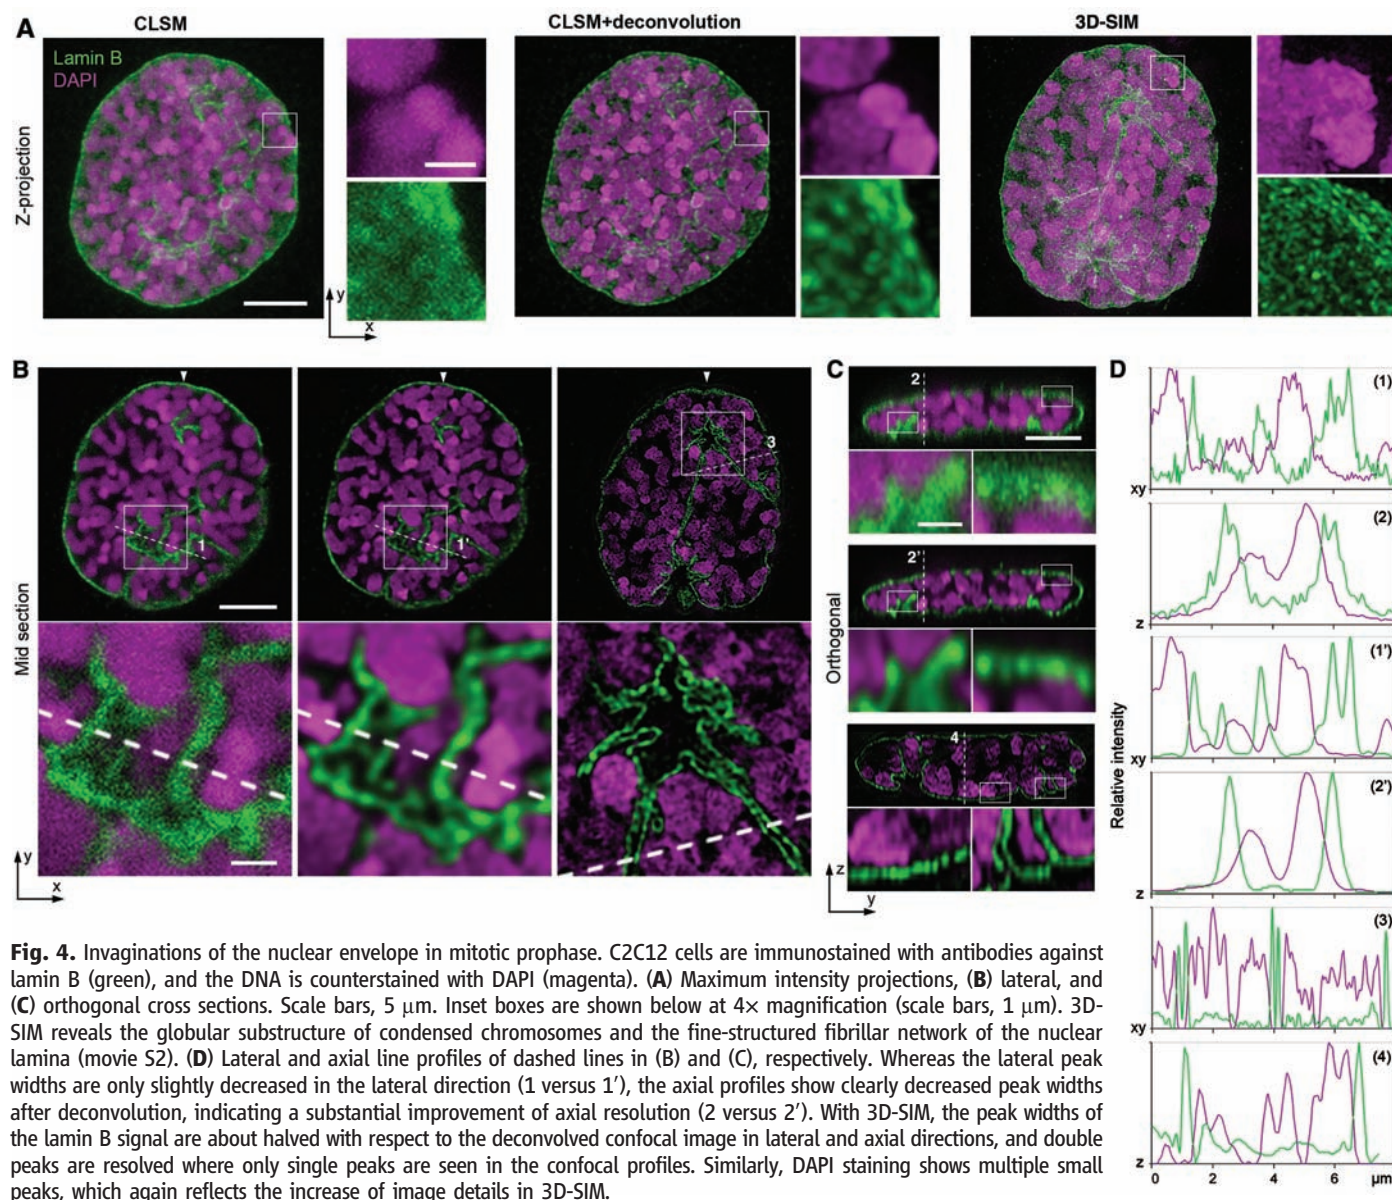 A
CLSM
CLSM+deconvolution
3D-SIM
Lamin B
DAPI
Z-projection
y
x
B
1
1'
3
Mid section
y
x
C
2
2'
4
Orthogonal
z
y
D
(1)
xy
2
4
6
(2)
z
(1')
xy
(2')
z
(3)
xy
(4)
z
0
2
4
6
μm
Relative intensity
Fig. 4. Invaginations of the nuclear envelope in mitotic prophase. C2C12 cells are immunostained with antibodies against
lamin B (green), and the DNA is counterstained with DAPI (magenta). (A) Maximum intensity projections, (B) lateral, and
(C) orthogonal cross sections. Scale bars, 5 μm. Inset boxes are shown below at 4× magnification (scale bars, 1 μm). 3D-
SIM reveals the globular substructure of condensed chromosomes and the fine-structured fibrillar network of the nuclear
lamina (movie S2). (D) Lateral and axial line profiles of dashed lines in (B) and (C), respectively. Whereas the lateral peak
widths are only slightly decreased in the lateral direction (1 versus 1′), the axial profiles show clearly decreased peak widths
after deconvolution, indicating a substantial improvement of axial resolution (2 versus 2′). With 3D-SIM, the peak widths of
the lamin B signal are about halved with respect to the deconvolved confocal image in lateral and axial directions, and double
peaks are resolved where only single peaks are seen in the confocal profiles. Similarly, DAPI staining shows multiple small
peaks, which again reflects the increase of image details in 3D-SIM.